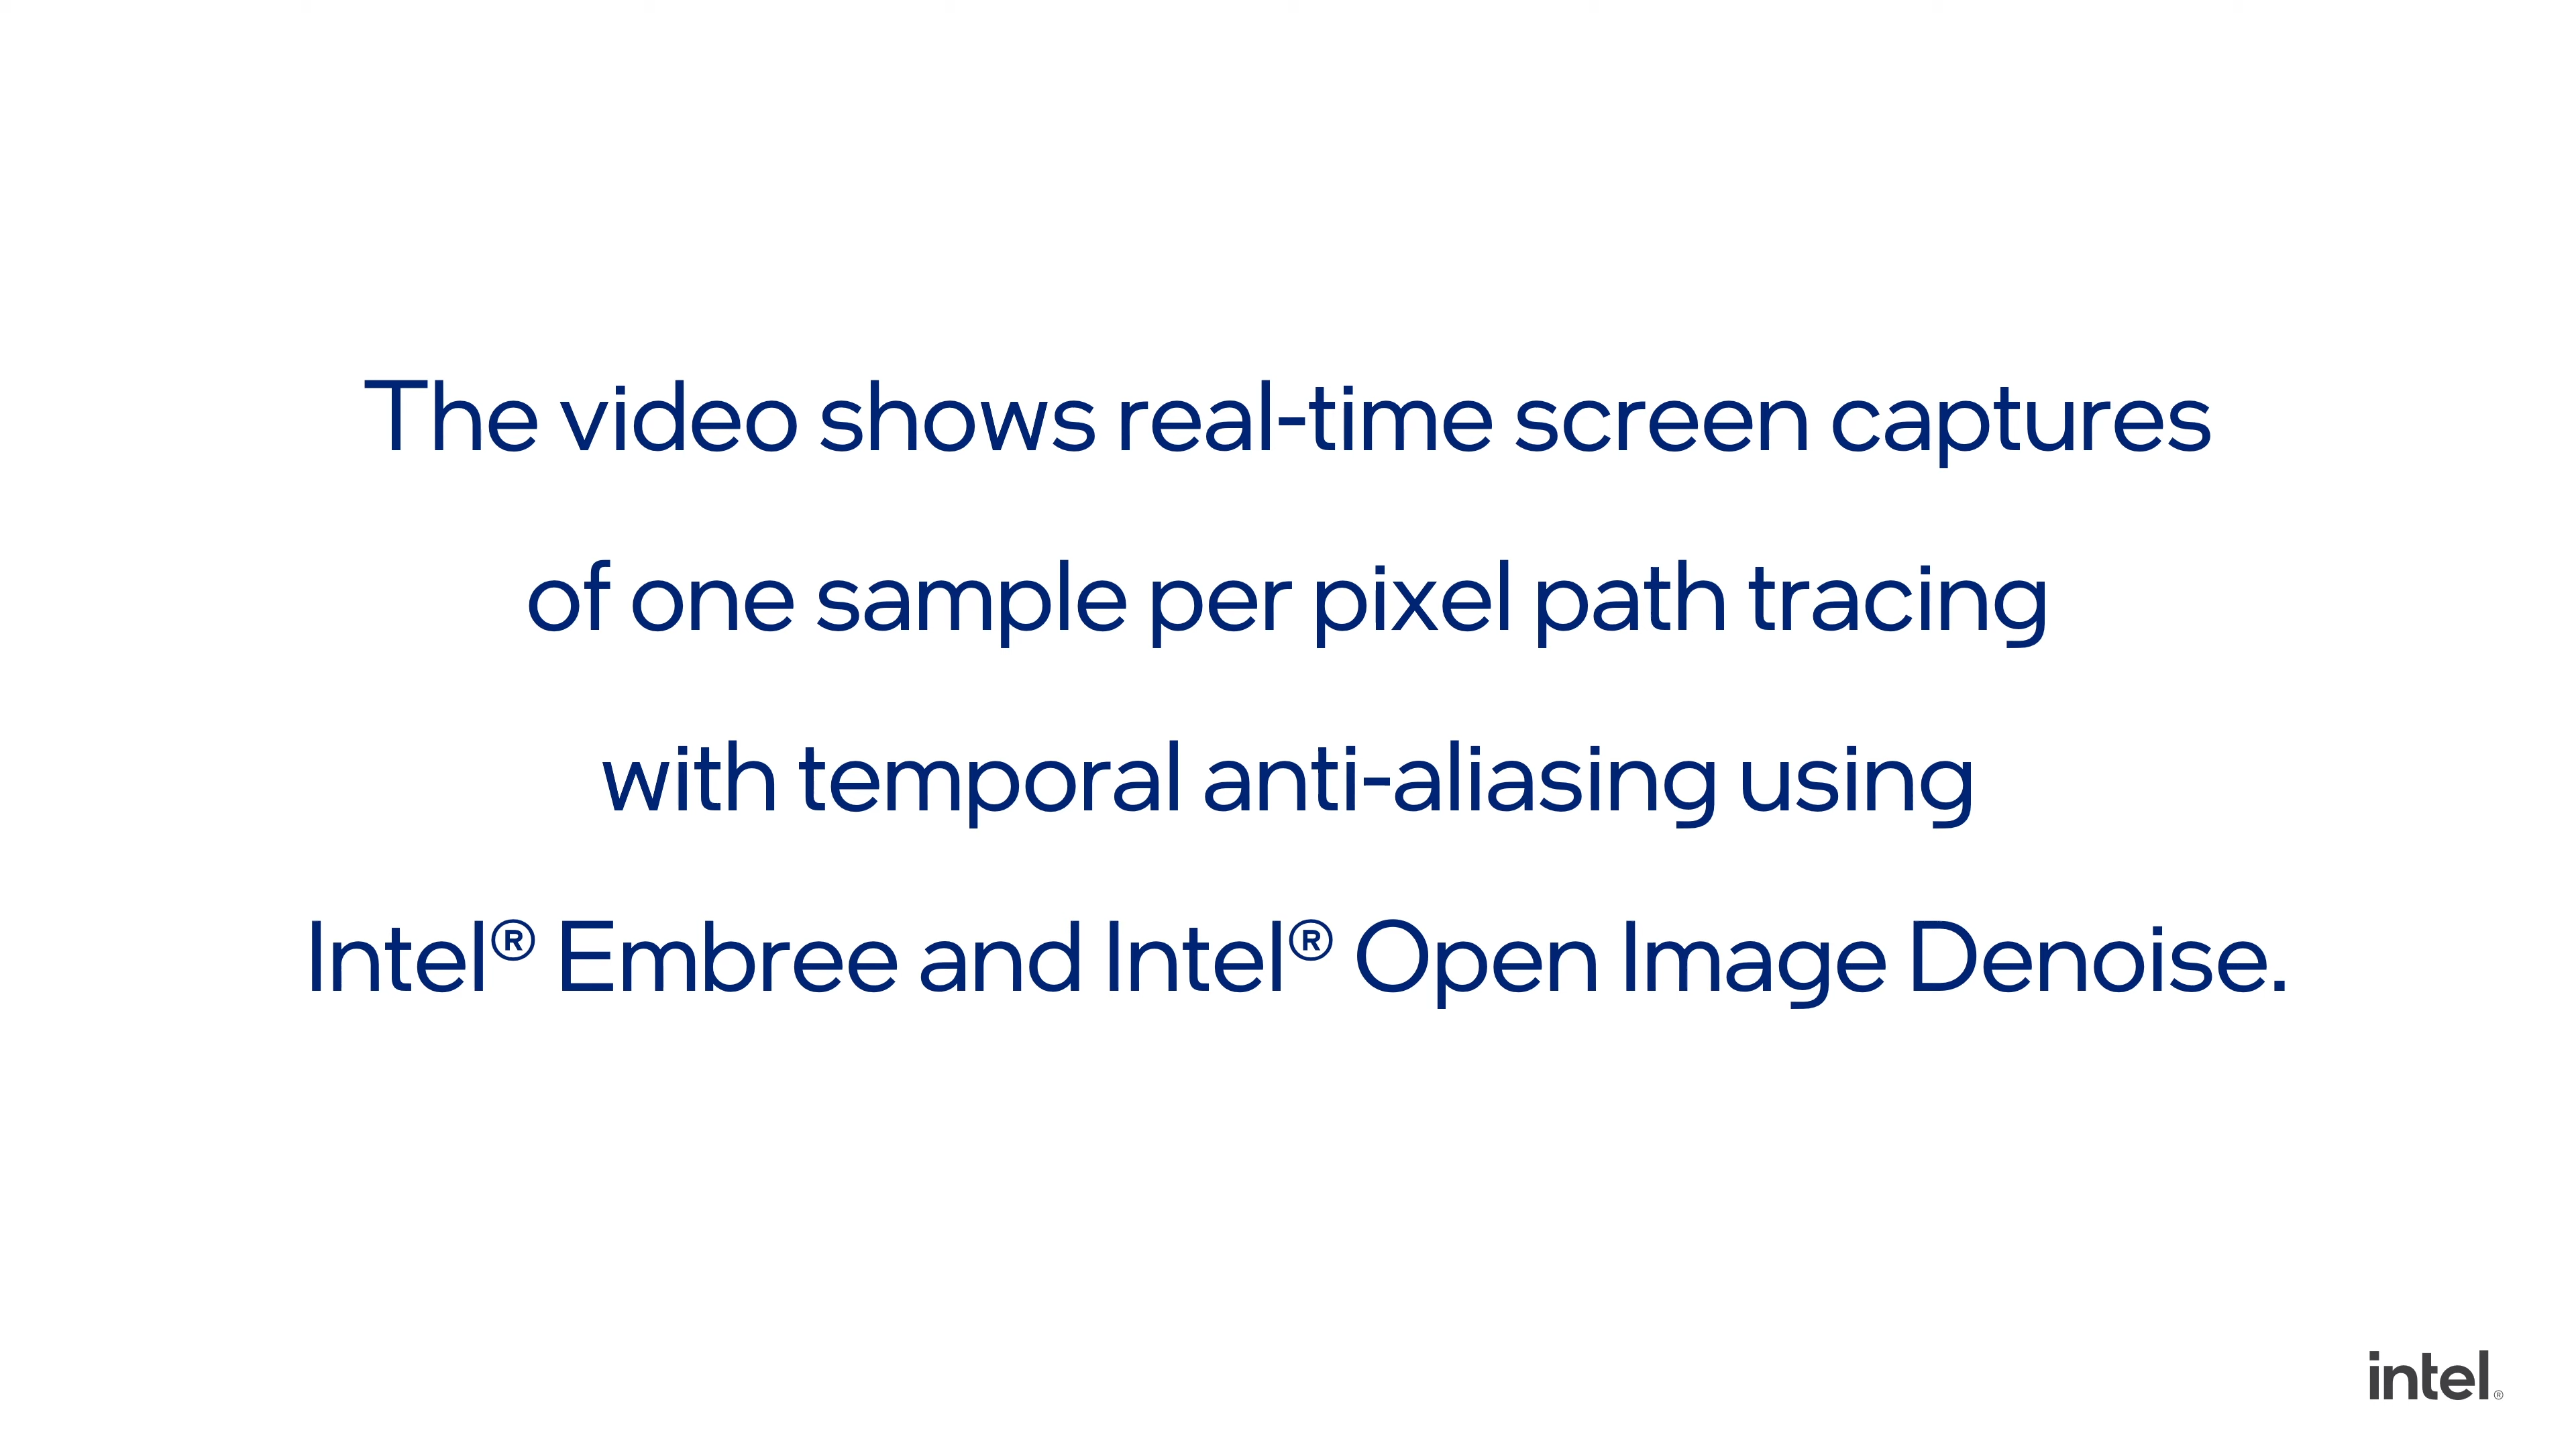 The video shows real-time screen captures
of one sample per pixel path tracing
with temporal anti-aliasing using
Intel® Embree and Intel® Open Image Denoise.
intel®